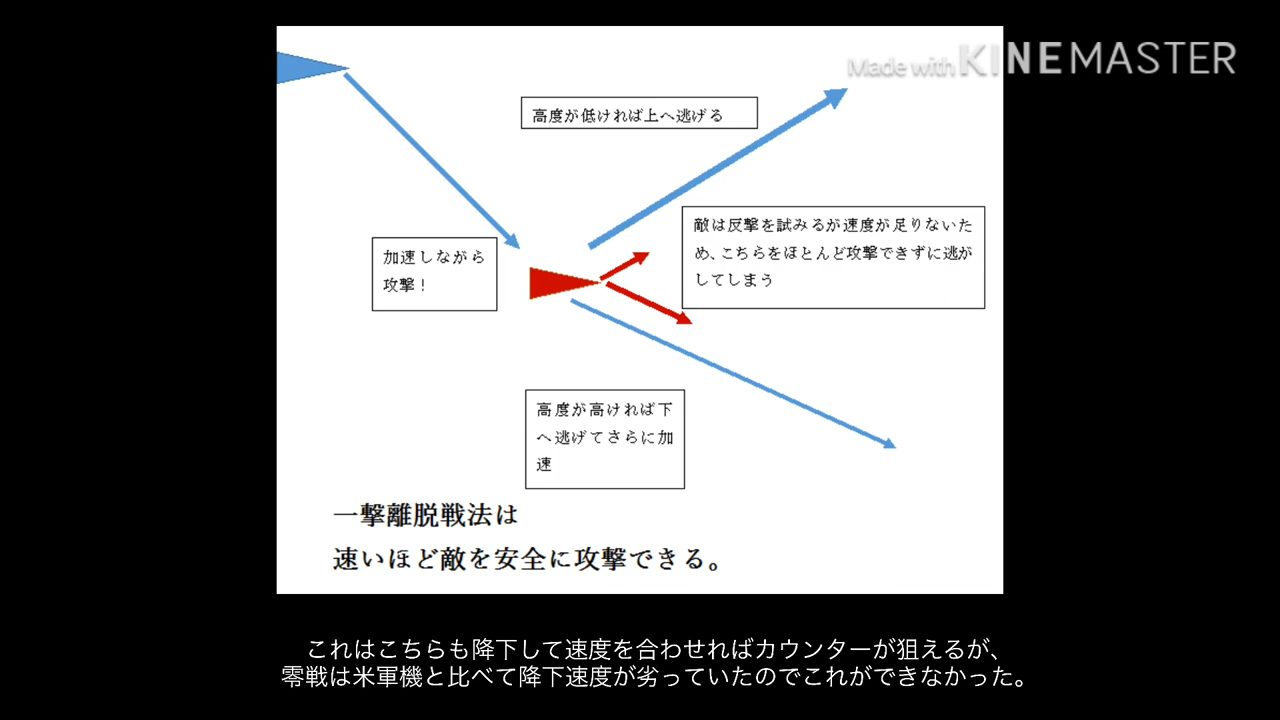 Made with KINEMASTER
高度が低ければ上へ逃げる
敵は反撃を試みるが速度が足りないた
め、こちらをほとんど攻撃できずに逃が
してしまう
加速しながら
攻撃！
高度が高ければ下
へ逃げてさらに加
速
一撃離脱戦法は
速いほど敵を安全に攻撃できる。
これはこちらも降下して速度を合わせればカウンターが狙えるが、
零戦は米軍機と比べて降下速度が劣っていたのでこれができなかった。